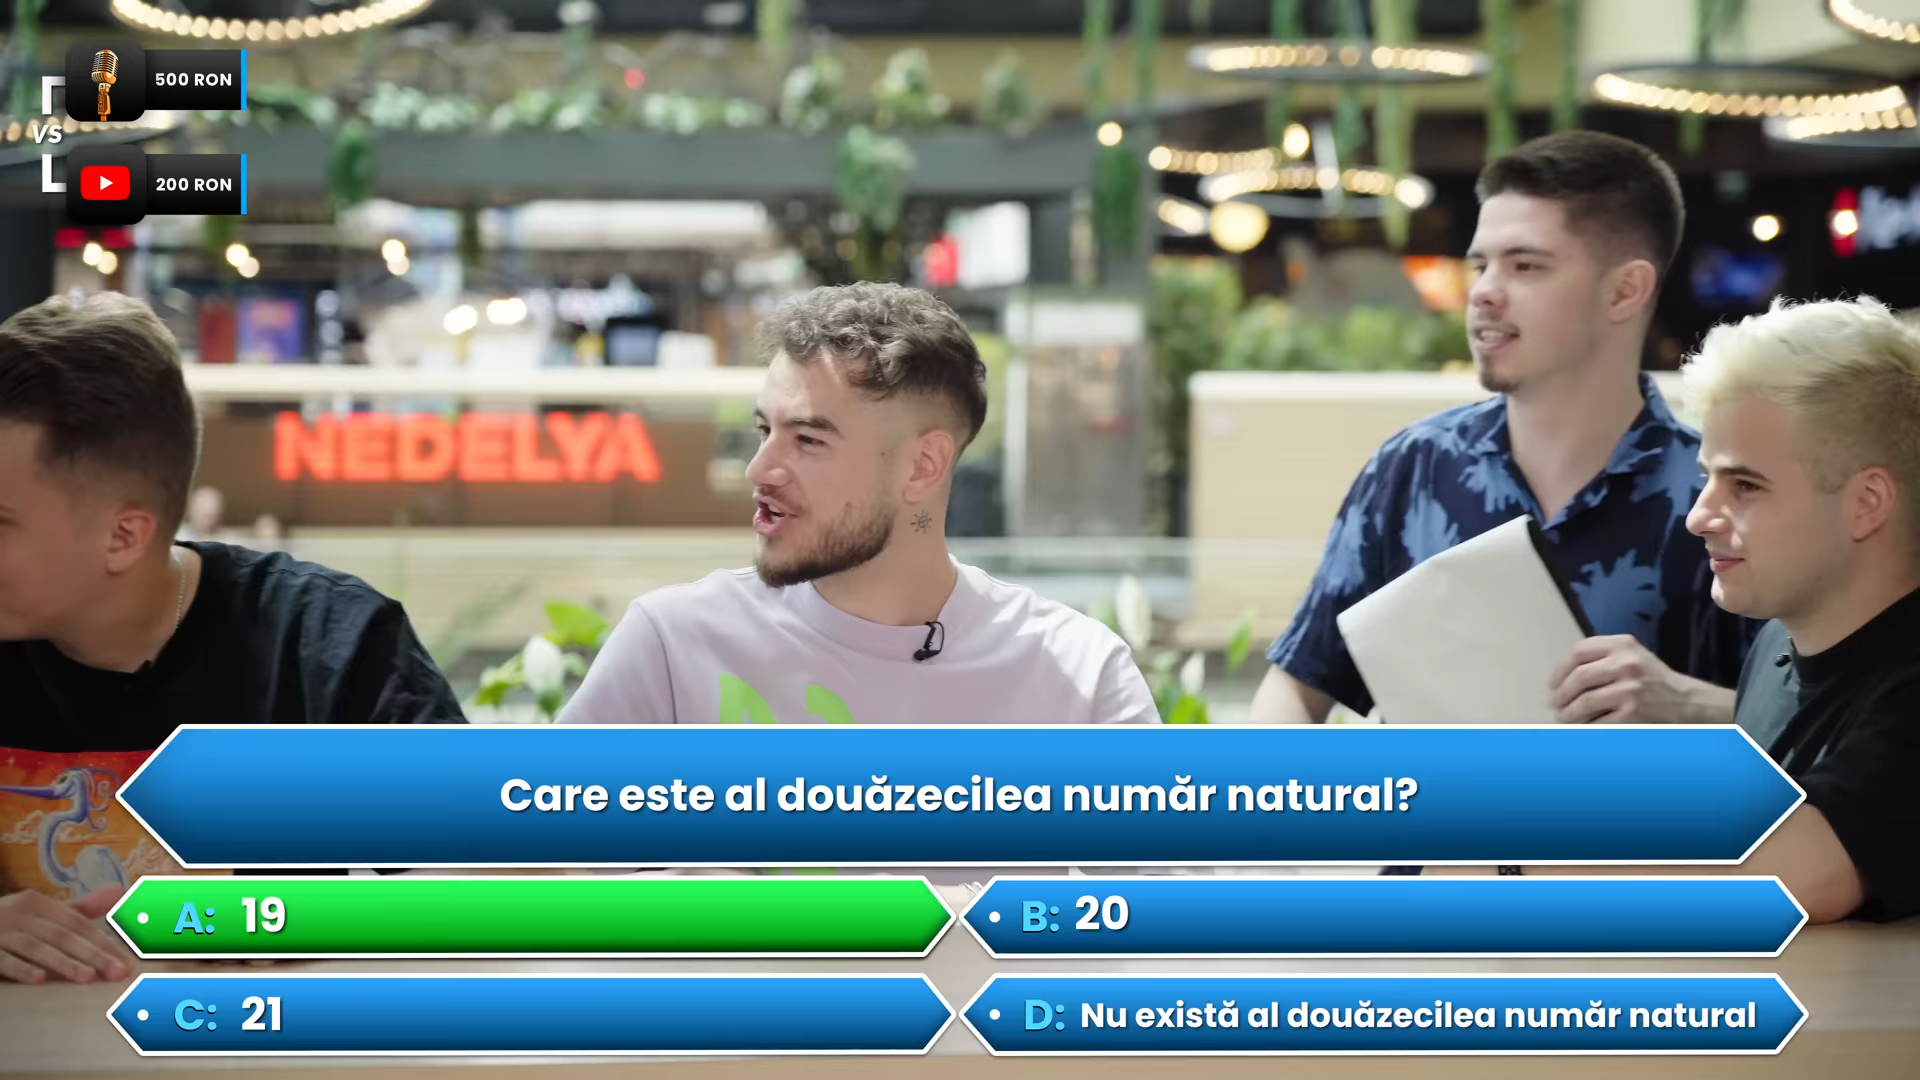 500 RON
VS
200 RON
NEDELYA
Care este al douăzecilea număr natural?
A: 19
B: 20
C: 21
D: Nu există al douăzecilea număr natural